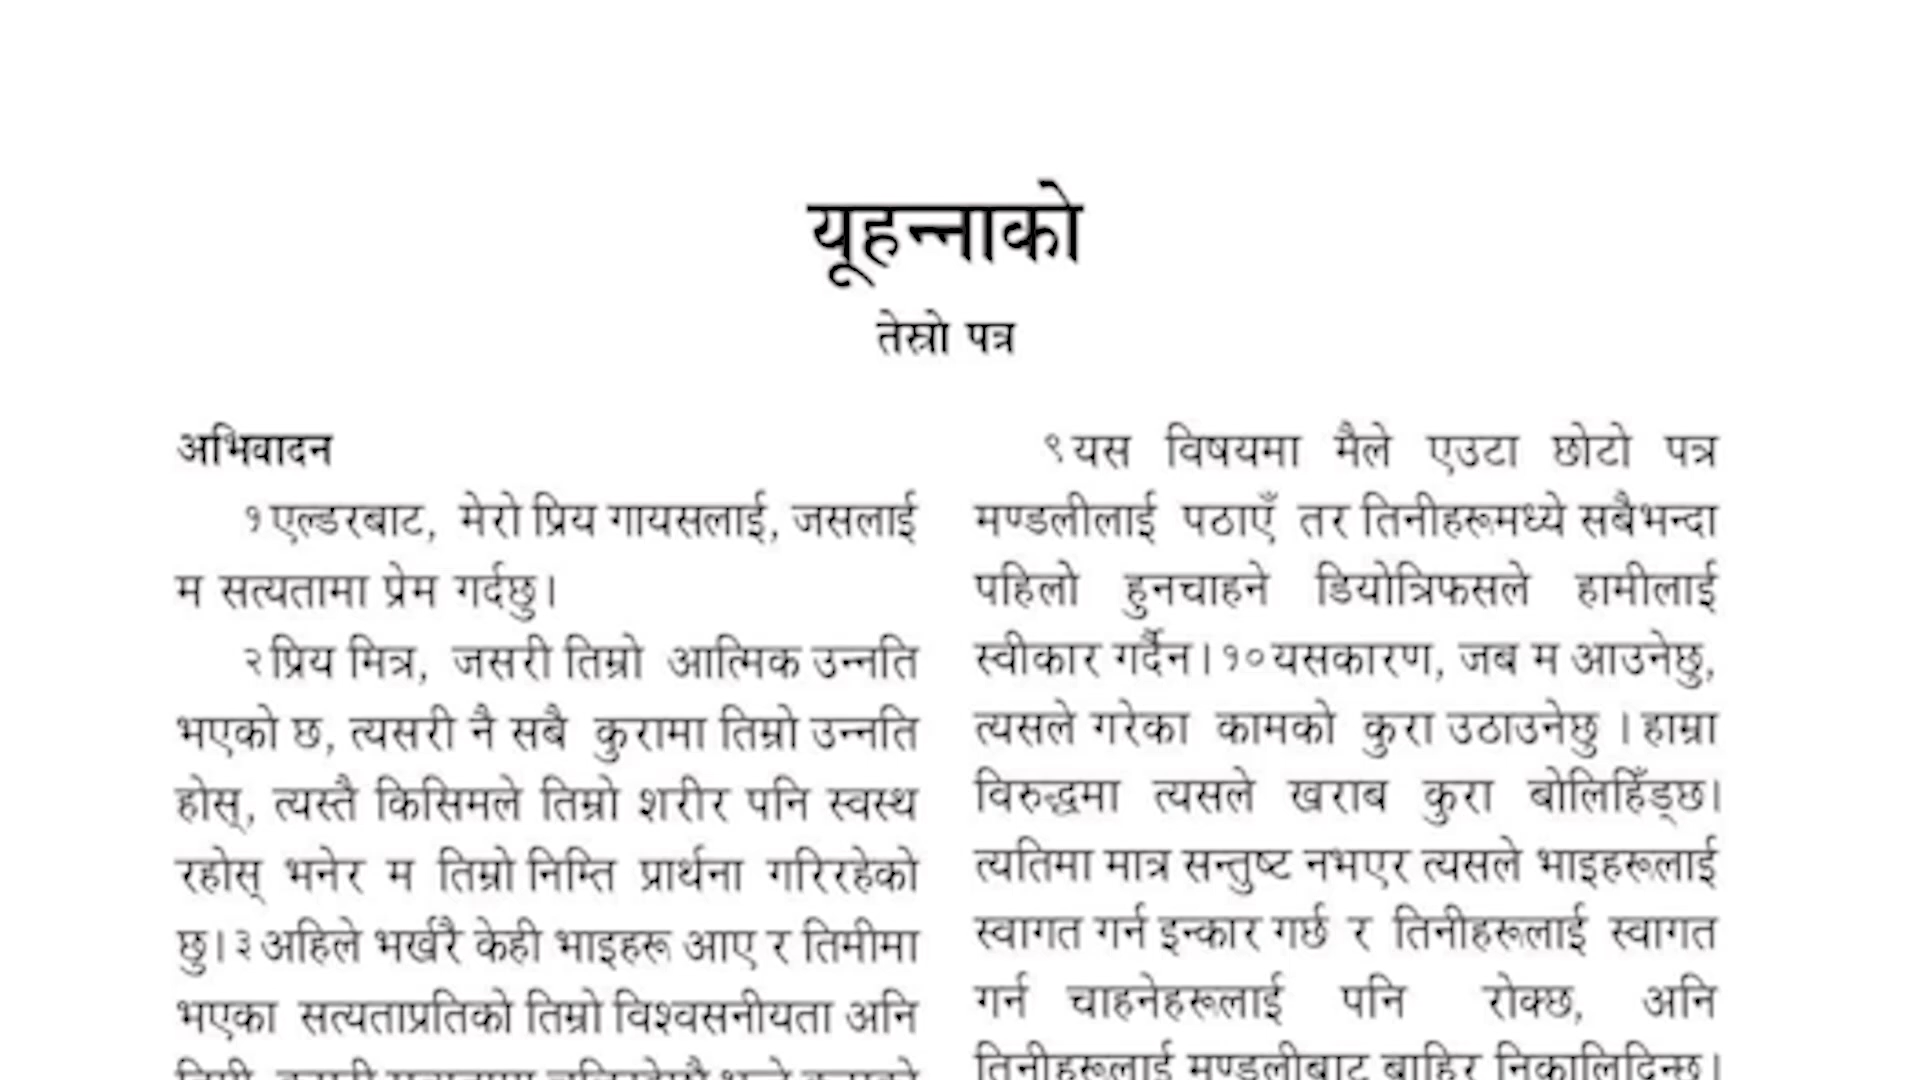 यूहन्नाको
तेस्रो पत्र
अभिवादन
१ एल्डरबाट, मेरो प्रिय गायसलाई, जसलाई
म सत्यतामा प्रेम गर्दछु।
२ प्रिय मित्र, जसरी तिम्रो आत्मिक उन्नति
भएको छ, त्यसरी नै सबै कुरामा तिम्रो उन्नति
होस्, त्यस्तै किसिमले तिम्रो शरीर पनि स्वस्थ
रहोस् भनेर म तिम्रो निम्ति प्रार्थना गरिरहेको
छु। ३ अहिले भर्खरै केही भाइहरू आए र तिमीमा
भएका सत्यताप्रतिको तिम्रो विश्वसनीयता अनि
९ यस विषयमा मैले एउटा छोटो पत्र
मण्डलीलाई पठाएँ तर तिनीहरूमध्ये सबैभन्दा
पहिलो हुनचाहने डियोत्रिफसले हामीलाई
स्वीकार गर्दैन। १० यसकारण, जब म आउनेछु,
त्यसले गरेका कामको कुरा उठाउनेछु । हाम्रा
विरुद्धमा त्यसले खराब कुरा बोलिहिँड्छ।
त्यतिमा मात्र सन्तुष्ट नभएर त्यसले भाइहरूलाई
स्वागत गर्न इन्कार गर्छ र तिनीहरूलाई स्वागत
गर्न चाहनेहरूलाई पनि रोक्छ, अनि
तिनीहरूलाई मण्डलीबाट बाहिर निकालिदिन्छ।